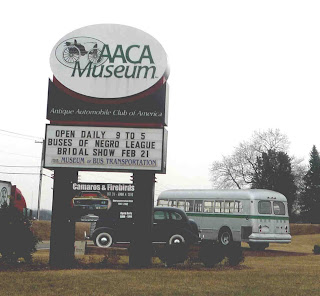 AACA
Museum
Antique Automobile Club of America
OPEN DAILY 9 TO 5
BUSES OF NEGRO LEAGUE
BRIDAL SHOW FEB 21
THE MUSEUM OF BUS TRANSPORTATION
Camaros & Firebirds